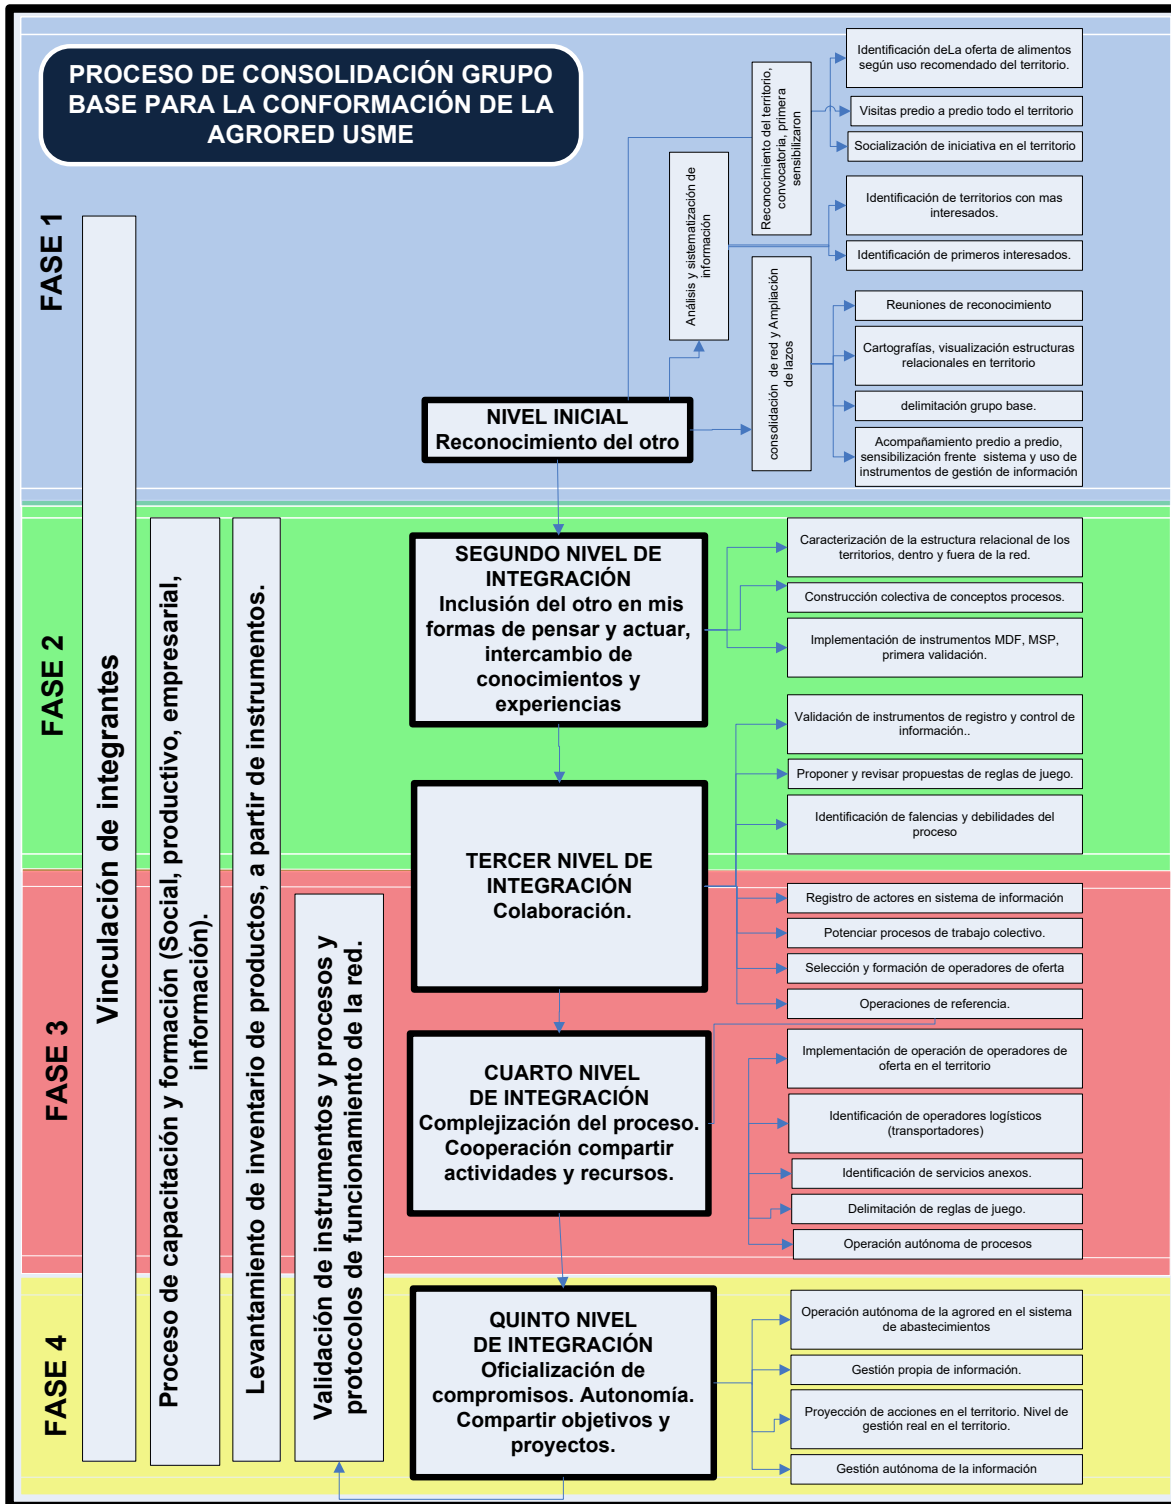 PROCESO DE CONSOLIDACIÓN GRUPO
BASE PARA LA CONFORMACIÓN DE LA
AGRORED USME
FASE 1
FASE 2
FASE 3
FASE 4
Vinculación de integrantes
Proceso de capacitación y formación (Social, productivo, empresarial,
información).
Levantamiento de inventario de productos, a partir de instrumentos.
Validación de instrumentos y procesos y
protocolos de funcionamiento de la red.
NIVEL INICIAL
Reconocimiento del otro
Reconocimiento del territorio,
convocatoria, primera
sensibilizaron
Identificación deLa oferta de alimentos
según uso recomendado del territorio.
Visitas predio a predio todo el territorio
Socialización de iniciativa en el territorio
Análisis y sistematización de
información
Identificación de territorios con mas
interesados.
Identificación de primeros interesados.
consolidación de red y Ampliación
de lazos
Reuniones de reconocimiento
Cartografías, visualización estructuras
relacionales en territorio
delimitación grupo base.
Acompañamiento predio a predio,
sensibilización frente sistema y uso de
instrumentos de gestión de información
SEGUNDO NIVEL DE
INTEGRACIÓN
Inclusión del otro en mis
formas de pensar y actuar,
intercambio de
conocimientos y
experiencias
Caracterización de la estructura relacional de los
territorios, dentro y fuera de la red.
Construcción colectiva de conceptos procesos.
Implementación de instrumentos MDF, MSP,
primera validación.
TERCER NIVEL DE
INTEGRACIÓN
Colaboración.
Validación de instrumentos de registro y control de
información..
Proponer y revisar propuestas de reglas de juego.
Identificación de falencias y debilidades del
proceso
Registro de actores en sistema de información
Potenciar procesos de trabajo colectivo.
Selección y formación de operadores de oferta
Operaciones de referencia.
CUARTO NIVEL
DE INTEGRACIÓN
Complejización del proceso.
Cooperación compartir
actividades y recursos.
Implementación de operación de operadores de
oferta en el territorio
Identificación de operadores logísticos
(transportadores)
Identificación de servicios anexos.
Delimitación de reglas de juego.
Operación autónoma de procesos
QUINTO NIVEL
DE INTEGRACIÓN
Oficialización de
compromisos. Autonomía.
Compartir objetivos y
proyectos.
Operación autónoma de la agrored en el sistema
de abastecimientos
Gestión propia de información.
Proyección de acciones en el territorio. Nivel de
gestión real en el territorio.
Gestión autónoma de la información